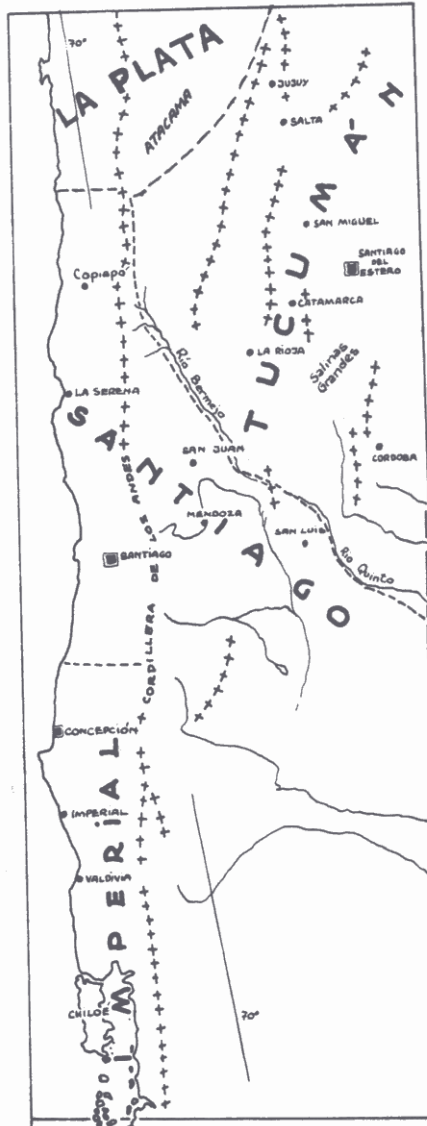 LA PLATA
70°
ATACAMA
JUJUY
SALTA
TUCUMÁN
SAN MIGUEL
SANTIAGO
DEL
ESTERO
Copiapó
CATAMARCA
LA RIOJA
Río Bermejo
Salinas
Grandes
LA SERENA
SANTIAGO
CORDOBA
SAN JUAN
CORDILLERA DE LOS ANDES
MENDOZA
SAN LUIS
SANTIAGO
Río Quinto
CONCEPCIÓN
IMPERIAL
IMPERIAL
VALDIVIA
CHILOÉ
70°